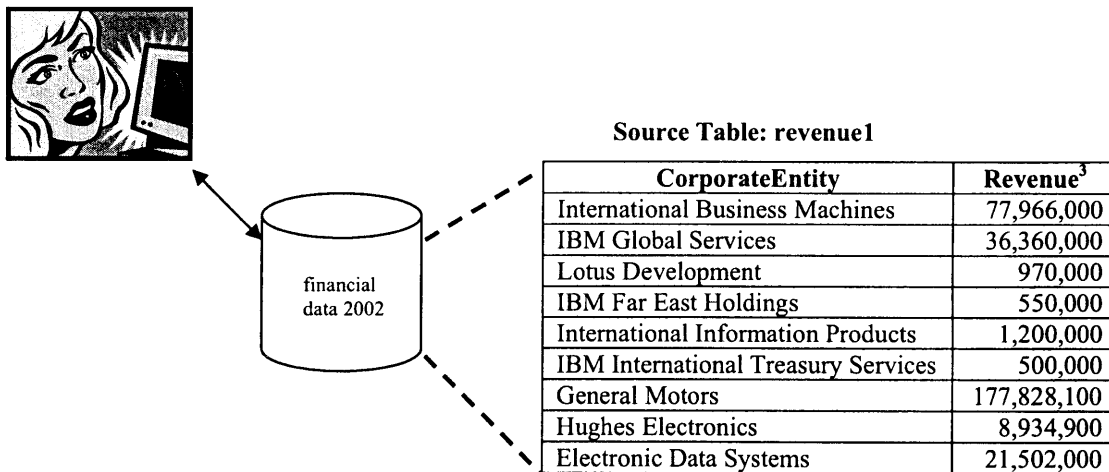 Source Table: revenue1
CorporateEntity Revenue³
International Business Machines 77,966,000
IBM Global Services 36,360,000
Lotus Development 970,000
IBM Far East Holdings 550,000
International Information Products 1,200,000
IBM International Treasury Services 500,000
General Motors 177,828,100
Hughes Electronics 8,934,900
Electronic Data Systems 21,502,000
financial
data 2002